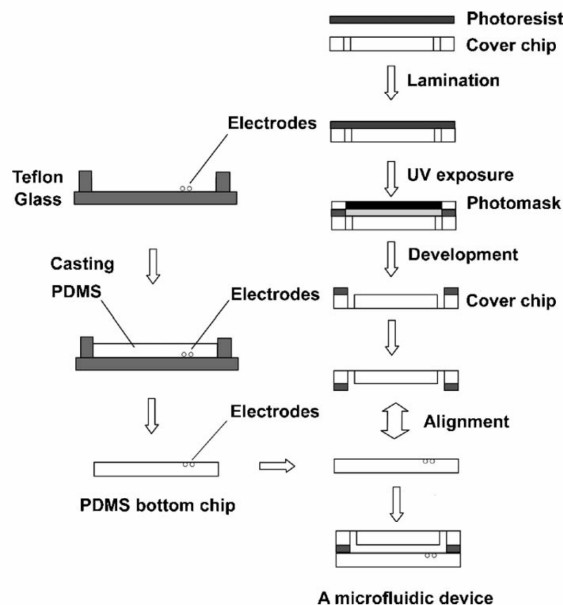 Photoresist
Cover chip
Lamination
Electrodes
Teflon
Glass
UV exposure
Photomask
Development
Casting
PDMS
Electrodes
Cover chip
Electrodes
Alignment
PDMS bottom chip
A microfluidic device